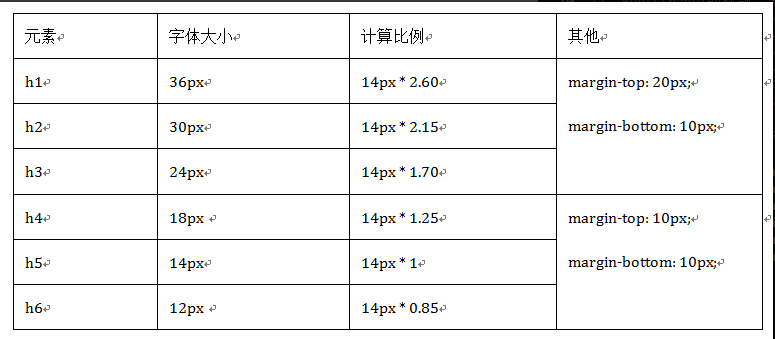 元素 字体大小 计算比例 其他
h1 36px 14px * 2.60 margin-top: 20px;
h2 30px 14px * 2.15 margin-bottom: 10px;
h3 24px 14px * 1.70
h4 18px 14px * 1.25 margin-top: 10px;
h5 14px 14px * 1 margin-bottom: 10px;
h6 12px 14px * 0.85